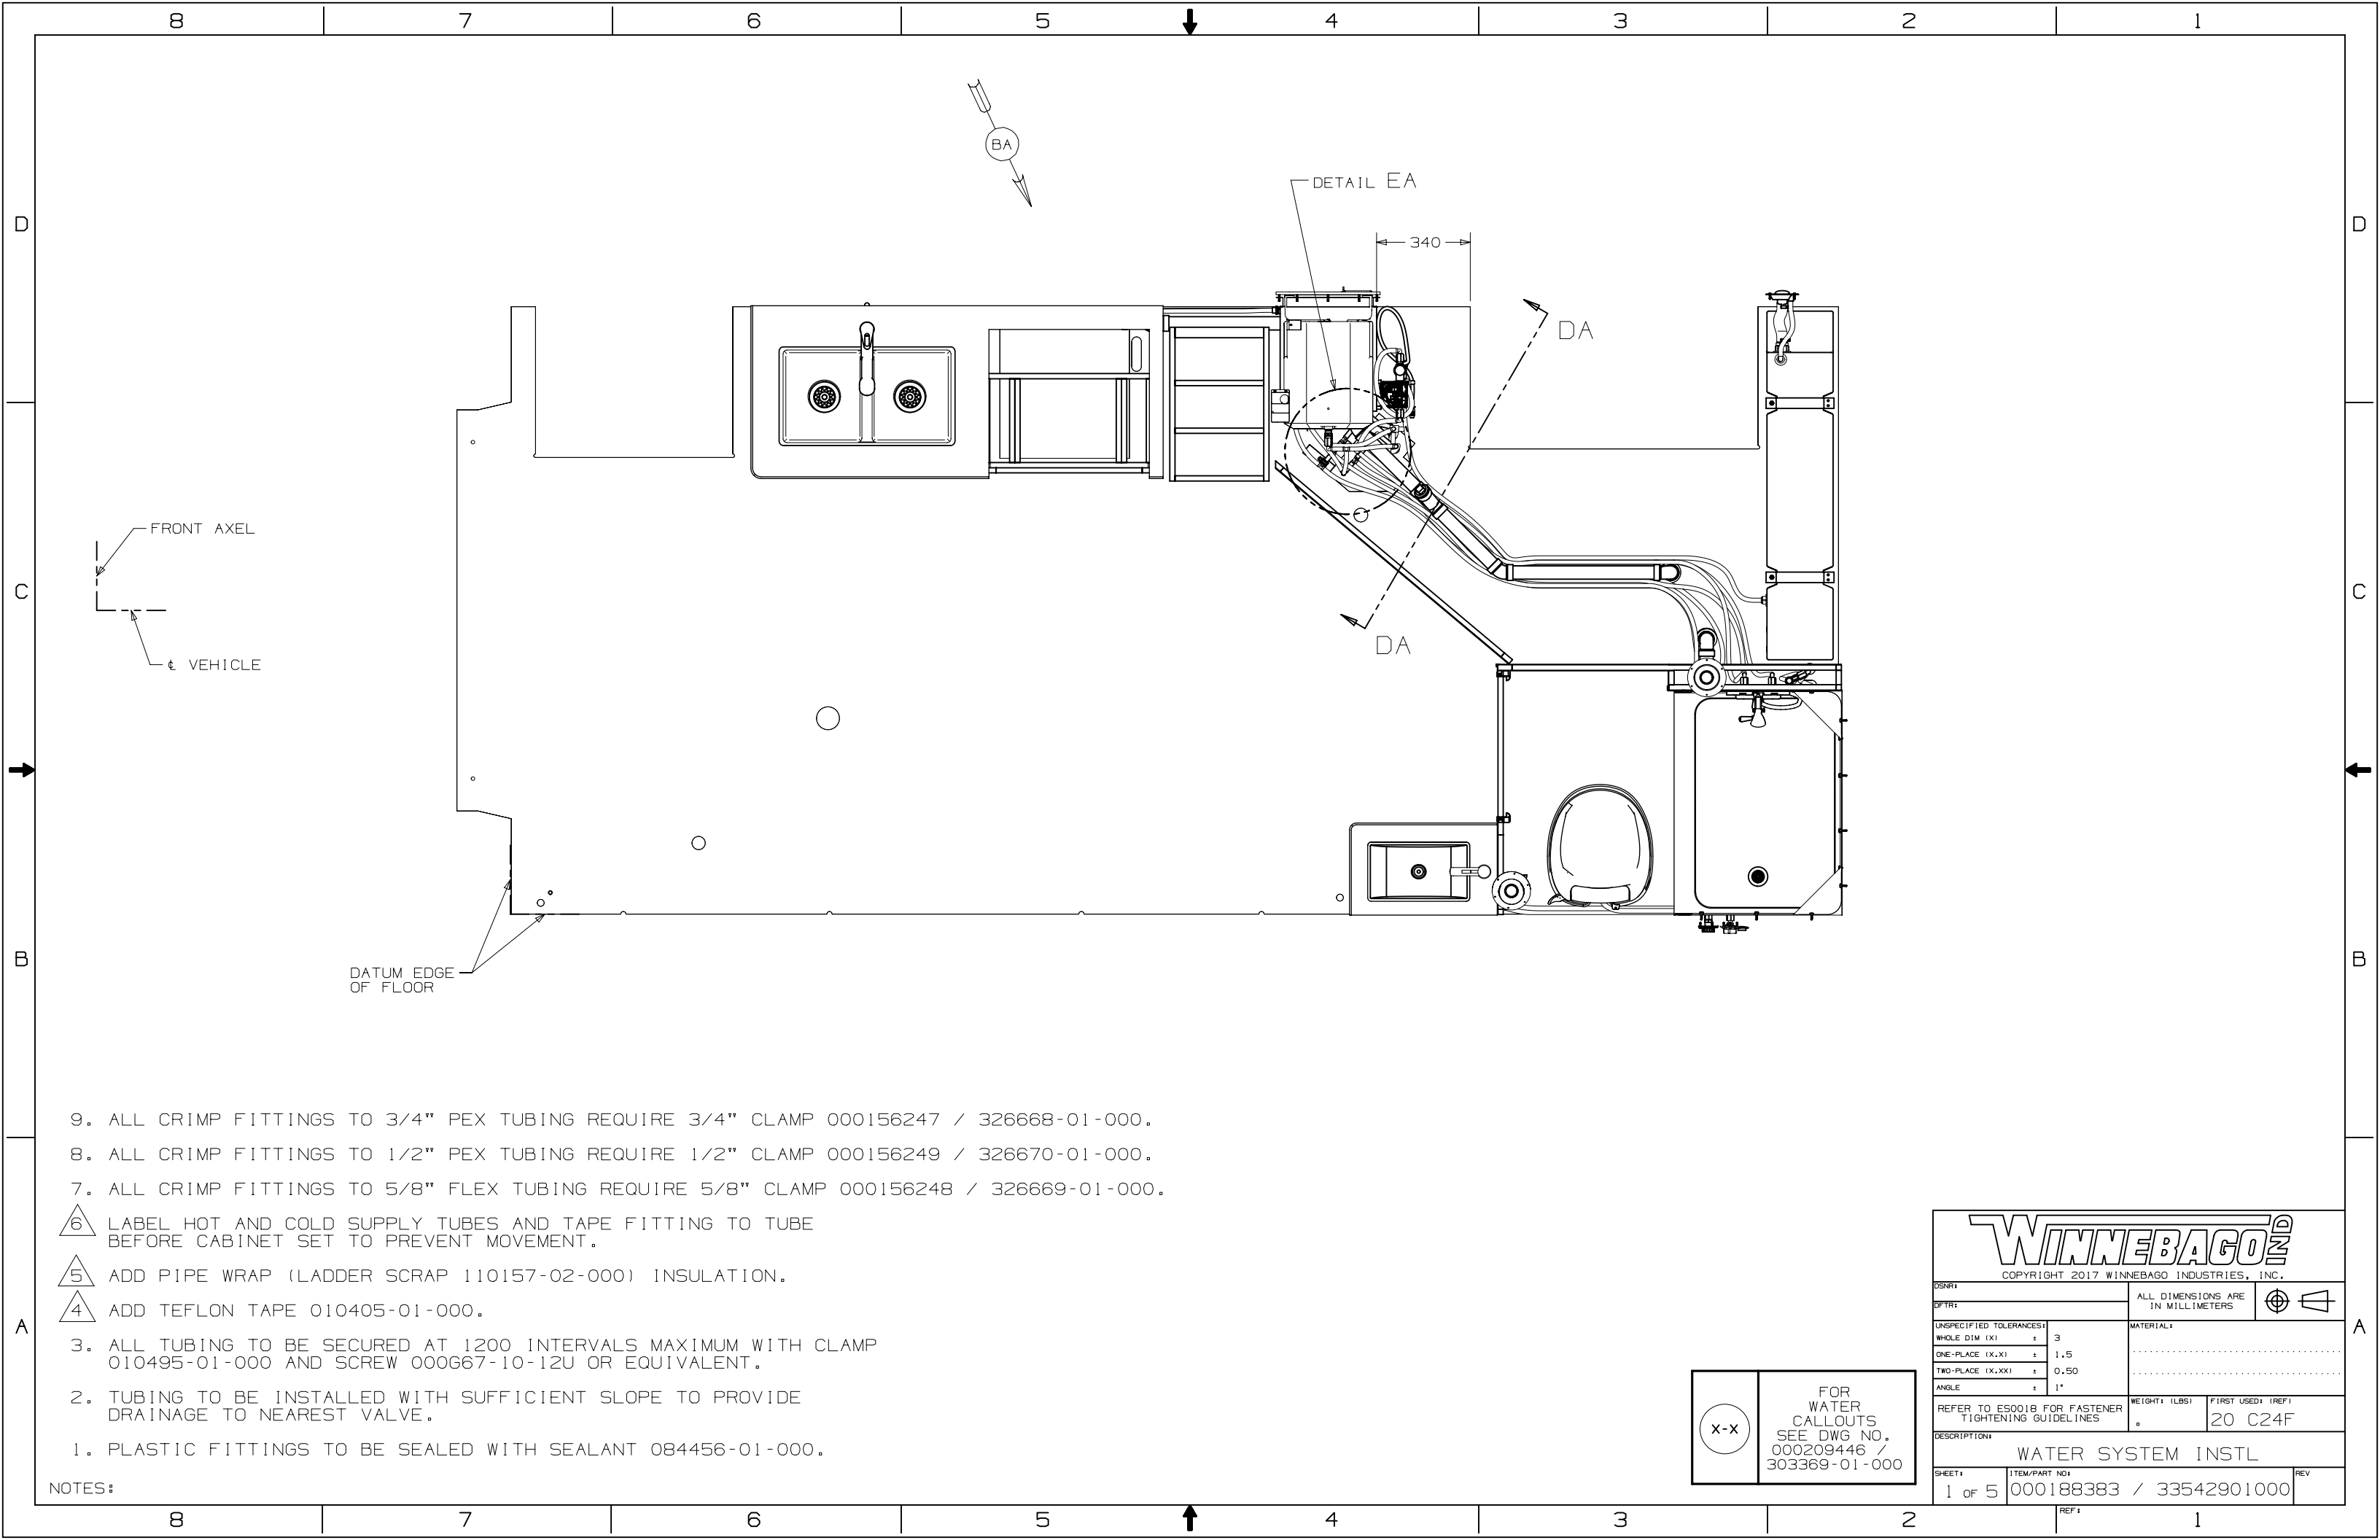 8 7 6 5 4 3 2 1
D D
C C
B B
A A
BA
DETAIL EA
340
DA
DA
FRONT AXEL
℄ VEHICLE
DATUM EDGE
OF FLOOR
9. ALL CRIMP FITTINGS TO 3/4" PEX TUBING REQUIRE 3/4" CLAMP 000156247 / 326668-01-000.
8. ALL CRIMP FITTINGS TO 1/2" PEX TUBING REQUIRE 1/2" CLAMP 000156249 / 326670-01-000.
7. ALL CRIMP FITTINGS TO 5/8" FLEX TUBING REQUIRE 5/8" CLAMP 000156248 / 326669-01-000.
6 LABEL HOT AND COLD SUPPLY TUBES AND TAPE FITTING TO TUBE
BEFORE CABINET SET TO PREVENT MOVEMENT.
5 ADD PIPE WRAP (LADDER SCRAP 110157-02-000) INSULATION.
4 ADD TEFLON TAPE 010405-01-000.
3. ALL TUBING TO BE SECURED AT 1200 INTERVALS MAXIMUM WITH CLAMP
010495-01-000 AND SCREW 000G67-10-12U OR EQUIVALENT.
2. TUBING TO BE INSTALLED WITH SUFFICIENT SLOPE TO PROVIDE
DRAINAGE TO NEAREST VALVE.
1. PLASTIC FITTINGS TO BE SEALED WITH SEALANT 084456-01-000.
NOTES:
X-X
FOR
WATER
CALLOUTS
SEE DWG NO.
000209446 /
303369-01-000
WINNEBAGO IND
COPYRIGHT 2017 WINNEBAGO INDUSTRIES, INC.
DSNR:
DFTR:
ALL DIMENSIONS ARE
IN MILLIMETERS
UNSPECIFIED TOLERANCES:
WHOLE DIM (X) ± 3
ONE-PLACE (X.X) ± 1.5
TWO-PLACE (X.XX) ± 0.50
ANGLE ± 1°
MATERIAL:
REFER TO ES0018 FOR FASTENER
TIGHTENING GUIDELINES
WEIGHT: (LBS)
.
FIRST USED: (REF)
20 C24F
DESCRIPTION:
WATER SYSTEM INSTL
SHEET:
1 OF 5
ITEM/PART NO:
000188383 / 33542901000
REV
REF:
8 7 6 5 4 3 2 1